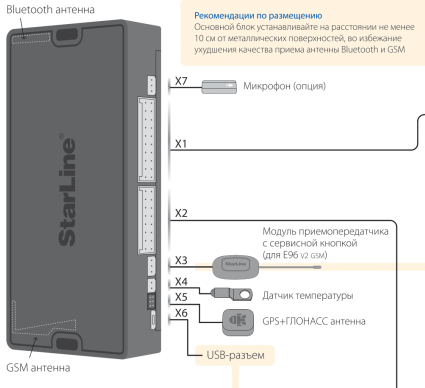 Bluetooth антенна
Рекомендации по размещению
Основной блок устанавливайте на расстоянии не менее
10 см от металлических поверхностей, во избежание
ухудшения качества приема антенны Bluetooth и GSM
X7
Микрофон (опция)
X1
StarLine®
X2
Модуль приемопередатчика
с сервисной кнопкой
(для E96 V2 GSM)
X3
StarLine
X4
Датчик температуры
X5
GPS+ГЛОНАСС антенна
X6
USB-разъем
GSM антенна